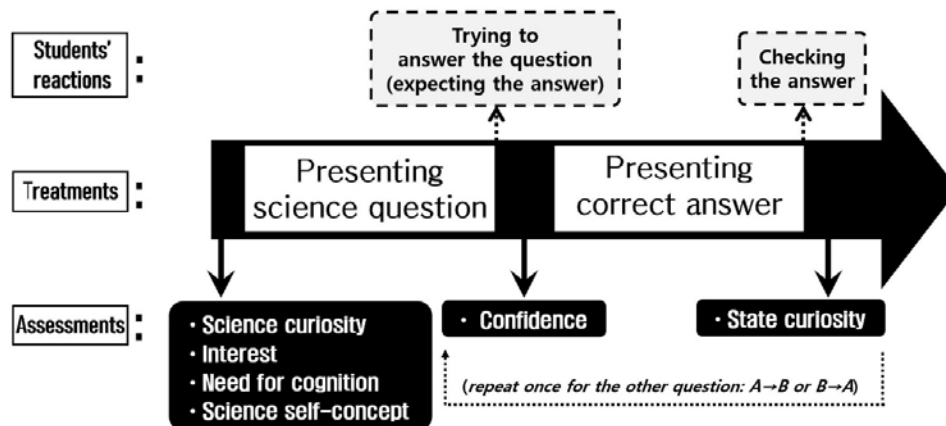 Students'
reactions :
Trying to
answer the question
(expecting the answer)
Checking
the answer
Treatments :
Presenting
science question
Presenting
correct answer
Assessments :
· Science curiosity
· Interest
· Need for cognition
· Science self-concept
· Confidence
· State curiosity
(repeat once for the other question: A→B or B→A)